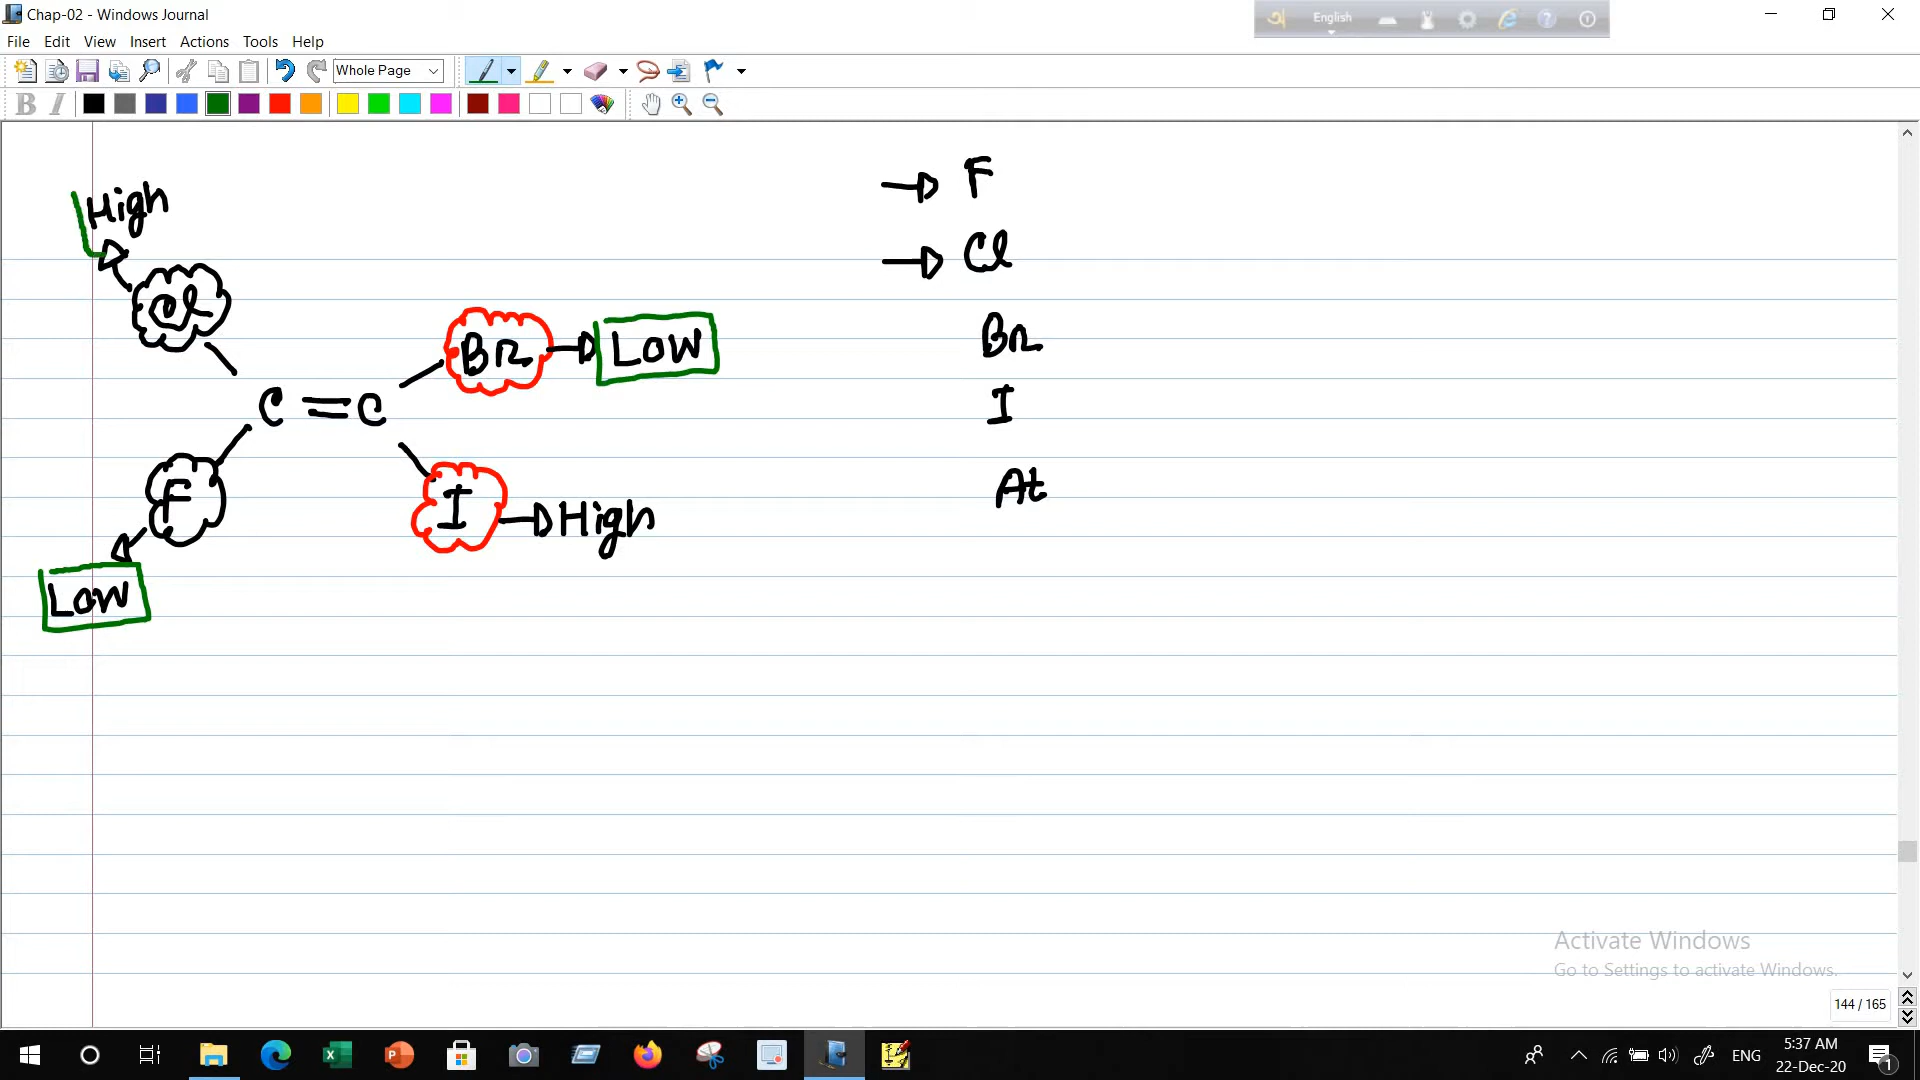 Chap-02 - Windows Journal
English
File Edit View Insert Actions Tools Help
Whole Page
B I
High
Cl
Br
LOW
C = C
F
I
High
LOW
F
Cl
Br
I
At
Activate Windows
Go to Settings to activate Windows.
144 / 165
ENG
5:37 AM
22-Dec-20
1